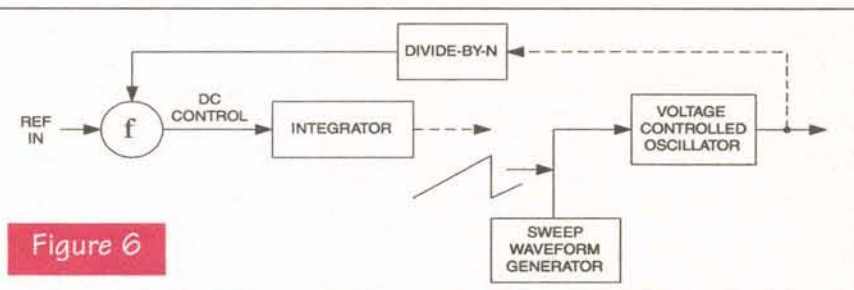 DIVIDE-BY-N
REF
IN
f
DC
CONTROL
INTEGRATOR
VOLTAGE
CONTROLLED
OSCILLATOR
SWEEP
WAVEFORM
GENERATOR
Figure 6